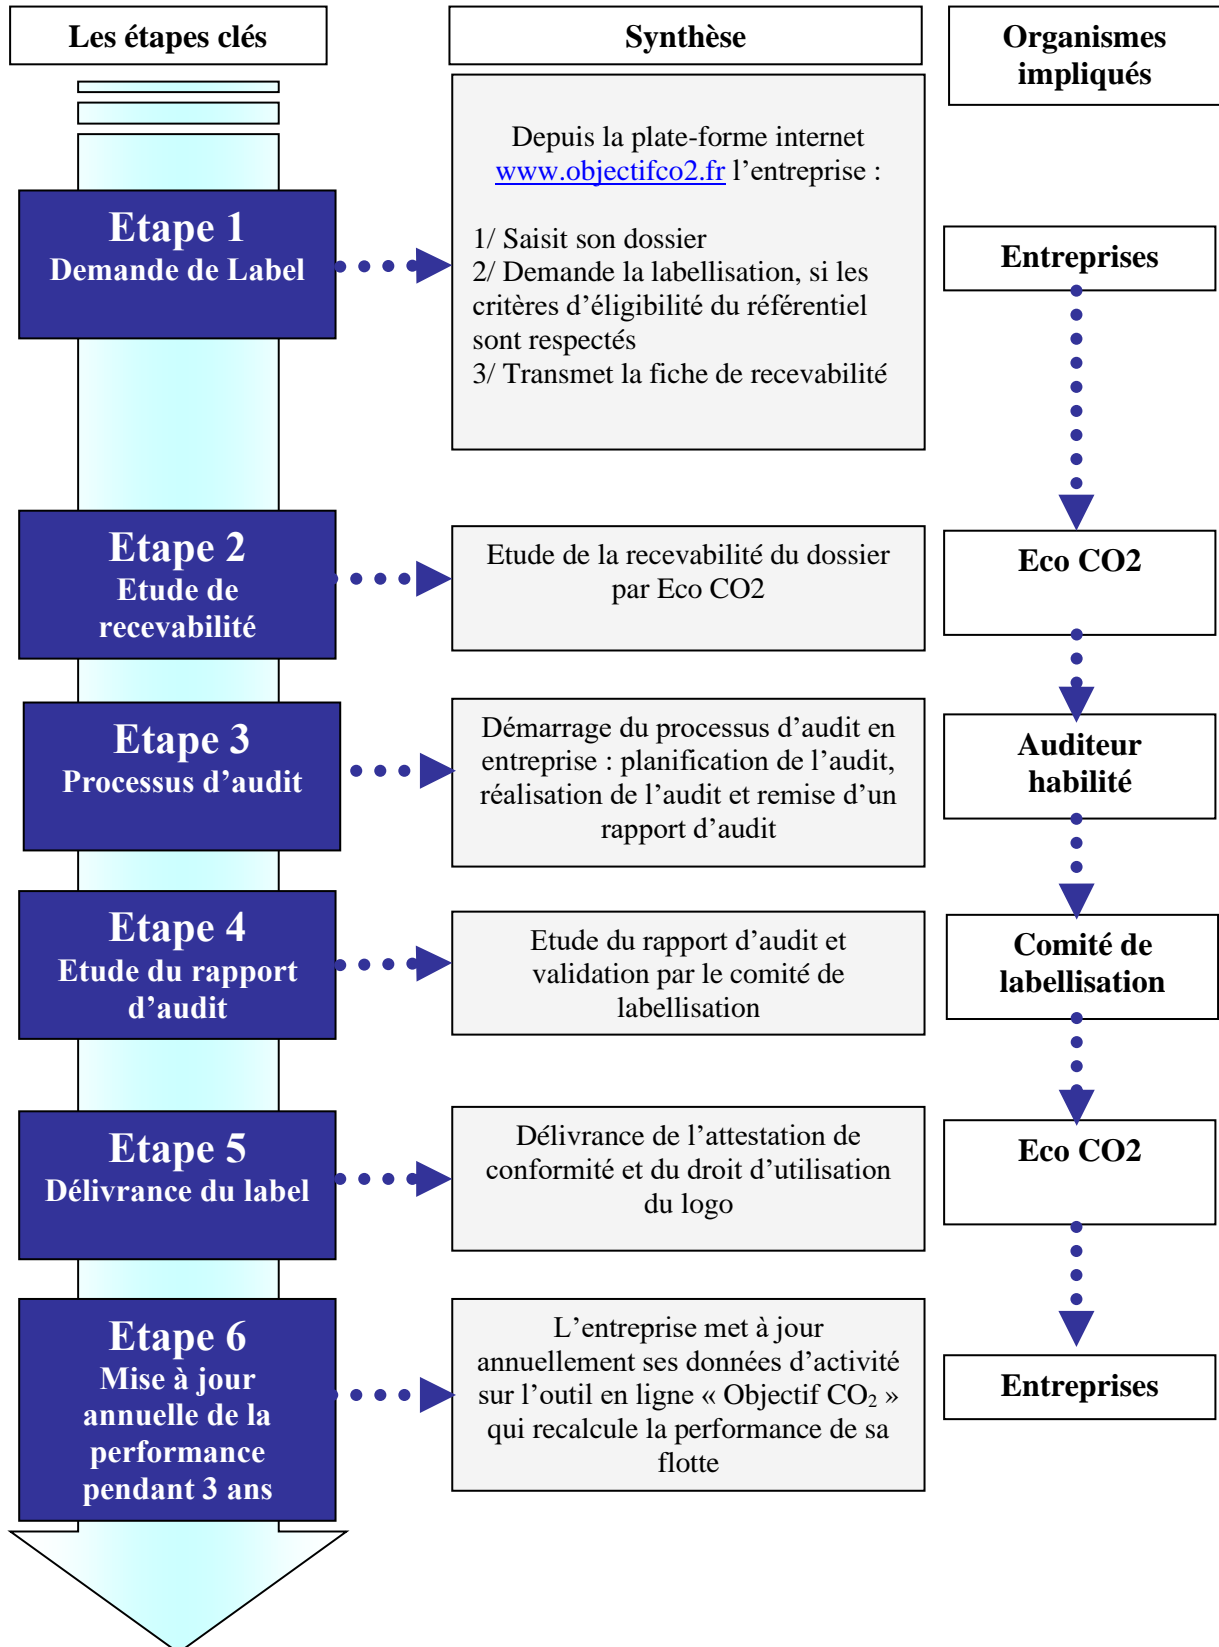 Les étapes clés
Synthèse
Organismes
impliqués
Etape 1
Demande de Label
Depuis la plate-forme internet
www.objectifco2.fr l’entreprise :
1/ Saisit son dossier
2/ Demande la labellisation, si les
critères d’éligibilité du référentiel
sont respectés
3/ Transmet la fiche de recevabilité
Entreprises
Etape 2
Etude de
recevabilité
Etude de la recevabilité du dossier
par Eco CO2
Eco CO2
Etape 3
Processus d’audit
Démarrage du processus d’audit en
entreprise : planification de l’audit,
réalisation de l’audit et remise d’un
rapport d’audit
Auditeur
habilité
Etape 4
Etude du rapport
d’audit
Etude du rapport d’audit et
validation par le comité de
labellisation
Comité de
labellisation
Etape 5
Délivrance du label
Délivrance de l’attestation de
conformité et du droit d’utilisation
du logo
Eco CO2
Etape 6
Mise à jour
annuelle de la
performance
pendant 3 ans
L’entreprise met à jour
annuellement ses données d’activité
sur l’outil en ligne « Objectif CO₂ »
qui recalcule la performance de sa
flotte
Entreprises